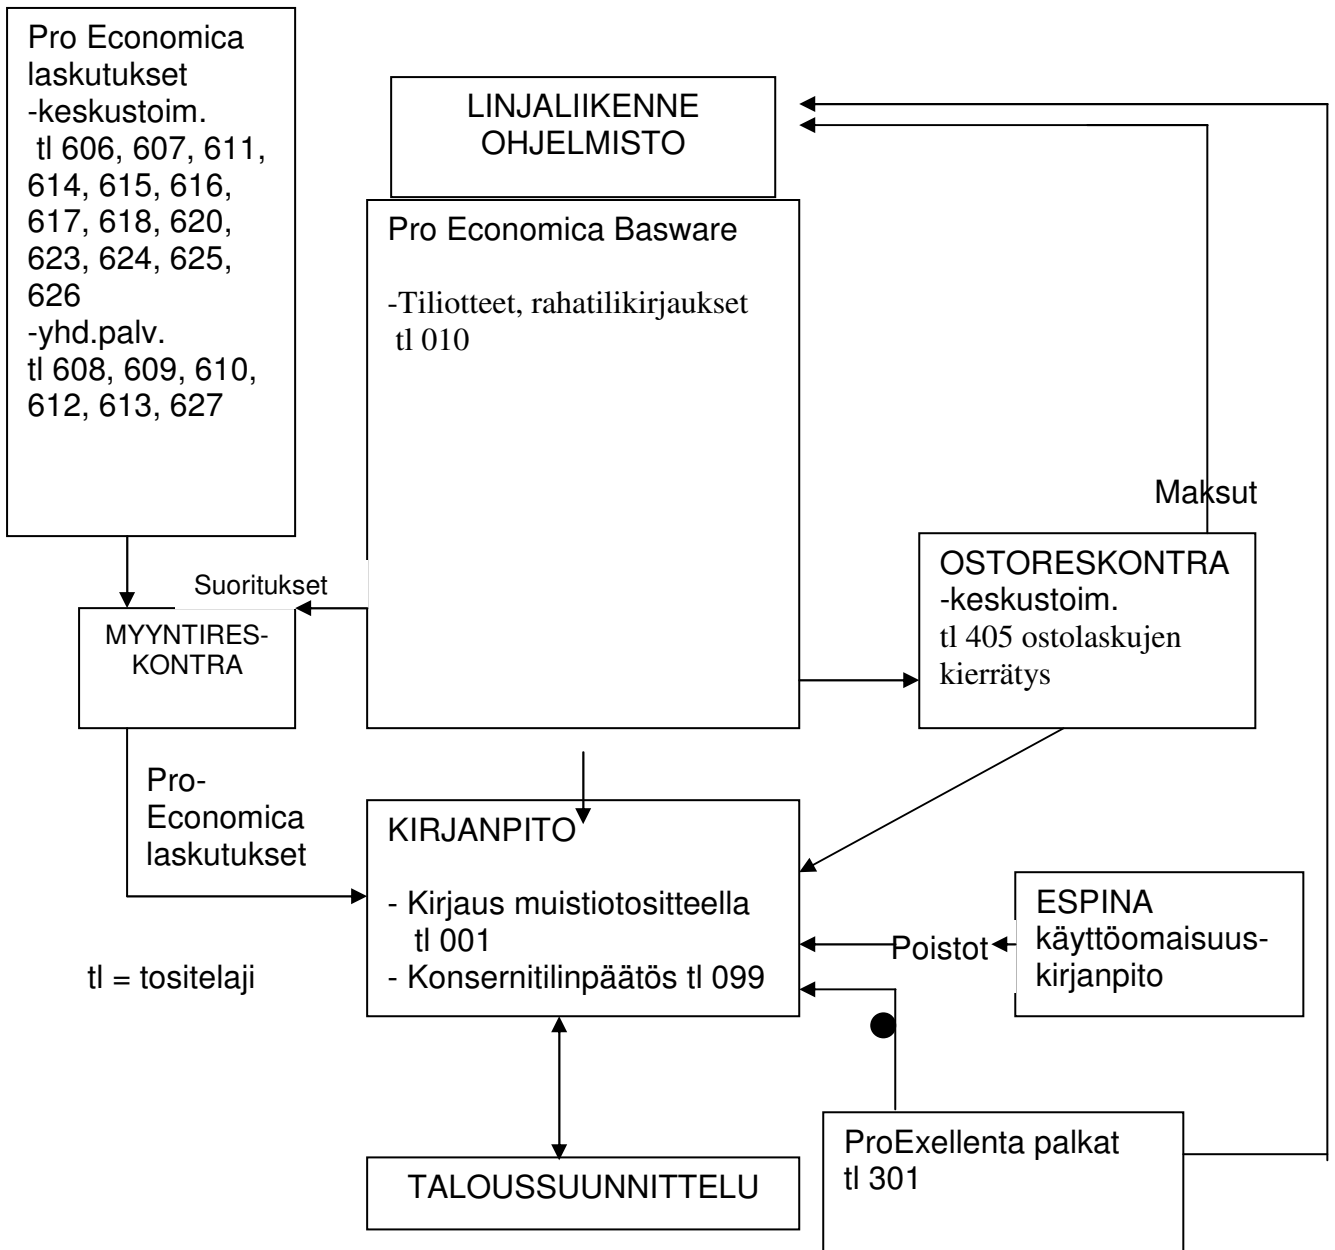 Pro Economica
laskutukset
-keskustoim.
tl 606, 607, 611,
614, 615, 616,
617, 618, 620,
623, 624, 625,
626
-yhd.palv.
tl 608, 609, 610,
612, 613, 627
LINJALIIKENNE
OHJELMISTO
Pro Economica Basware
-Tiliotteet, rahatilikirjaukset
tl 010
Maksut
OSTORESKONTRA
-keskustoim.
tl 405 ostolaskujen
kierrätys
Suoritukset
MYYNTIRES-
KONTRA
Pro-
Economica
laskutukset
KIRJANPITO
- Kirjaus muistiotositteella
tl 001
- Konsernitilinpäätös tl 099
Poistot
ESPINA
käyttöomaisuus-
kirjanpito
tl = tositelaji
ProExellenta palkat
tl 301
TALOUSSUUNNITTELU